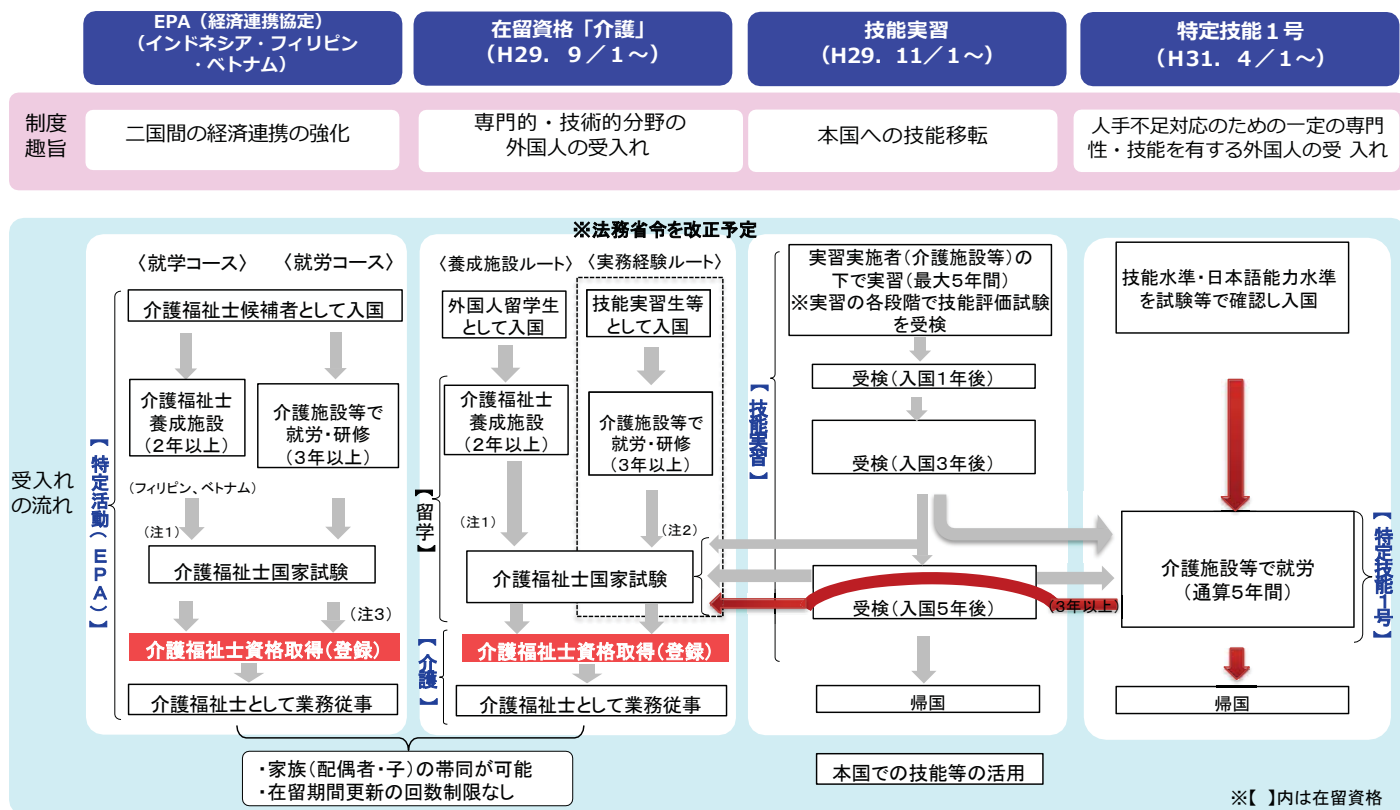 EPA（経済連携協定）
（インドネシア・フィリピン
・ベトナム）
在留資格「介護」
（H29．９／１～）
技能実習
（H29．11／１～）
特定技能１号
（H31．４／１～）
制度
趣旨
二国間の経済連携の強化
専門的・技術的分野の
外国人の受入れ
本国への技能移転
人手不足対応のための一定の専門
性・技能を有する外国人の受 入れ
※法務省令を改正予定
受入れ
の流れ
〈就学コース〉
〈就労コース〉
介護福祉士候補者として入国
介護福祉士
養成施設
（２年以上）
介護施設等で
就労・研修
（３年以上）
（フィリピン、ベトナム）
（注１）
介護福祉士国家試験
（注３）
介護福祉士資格取得（登録）
介護福祉士として業務従事
【特定活動（ＥＰＡ）】
〈養成施設ルート〉
〈実務経験ルート〉
外国人留学生
として入国
技能実習生等
として入国
介護福祉士
養成施設
（２年以上）
介護施設等で
就労・研修
（３年以上）
【留学】
（注１）
（注２）
介護福祉士国家試験
介護福祉士資格取得（登録）
【介護】
介護福祉士として業務従事
・家族（配偶者・子）の帯同が可能
・在留期間更新の回数制限なし
実習実施者（介護施設等）の
下で実習（最大５年間）
※実習の各段階で技能評価試験
を受検
受検（入国１年後）
【技能実習】
受検（入国３年後）
受検（入国５年後）
帰国
本国での技能等の活用
技能水準・日本語能力水準
を試験等で確認し入国
介護施設等で就労
（通算５年間）
（３年以上）
【特定技能１号】
帰国
※【 】内は在留資格